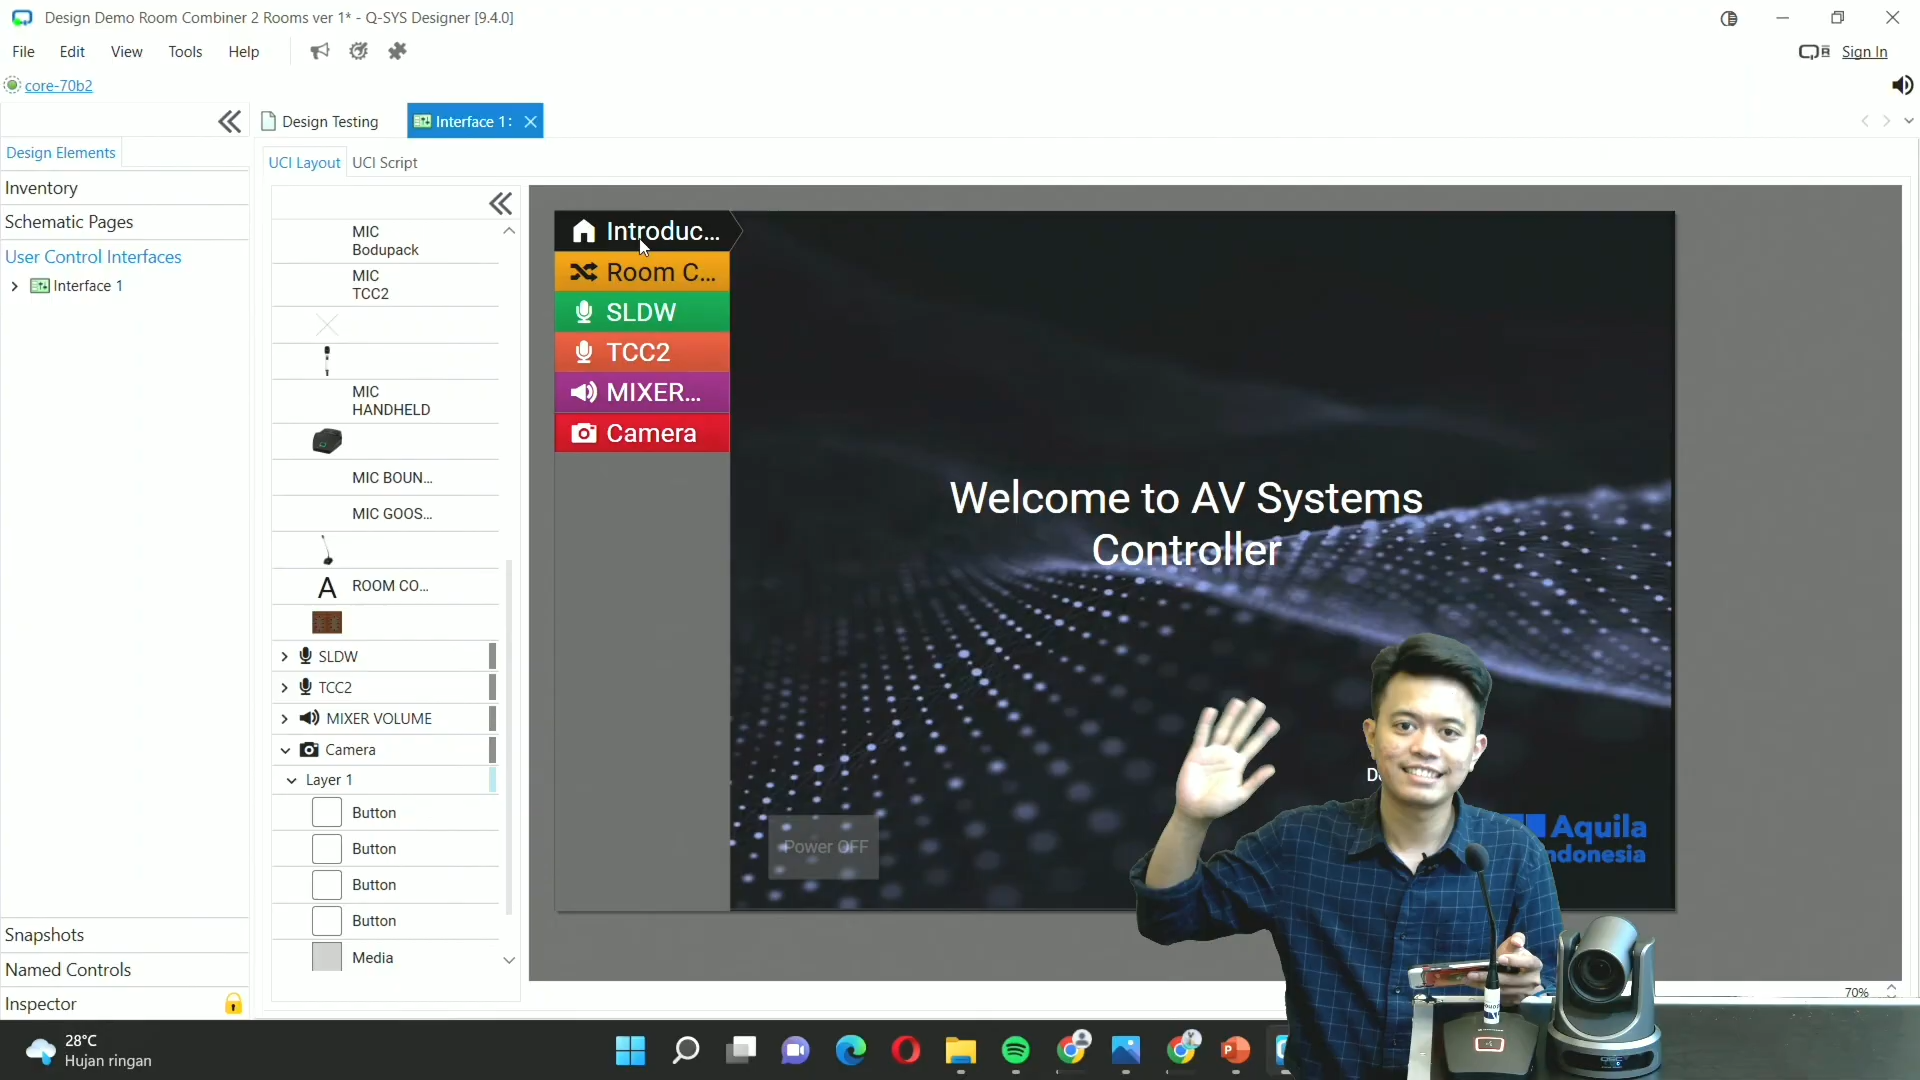 Design Demo Room Combiner 2 Rooms ver 1* - Q-SYS Designer [9.4.0]
File Edit View Tools Help
Sign In
core-70b2
Design Testing
Interface 1:
Design Elements
UCI Layout
UCI Script
Inventory
Schematic Pages
User Control Interfaces
Interface 1
Snapshots
Named Controls
Inspector
MIC
Bodupack
MIC
TCC2
MIC
HANDHELD
MIC BOUN...
MIC GOOS...
A ROOM CO...
SLDW
TCC2
MIXER VOLUME
Camera
Layer 1
Button
Button
Button
Button
Media
Introduc...
Room C...
SLDW
TCC2
MIXER...
Camera
Welcome to AV Systems
Controller
Power OFF
Aquila
70%
28°C
Hujan ringan